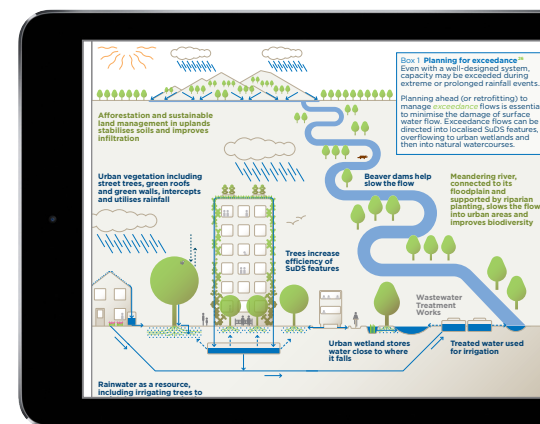 Box 1 Planning for exceedance
Even with a well-designed system,
capacity may be exceeded during
extreme or prolonged rainfall events.
Planning ahead (or retrofitting) to
manage exceedance flows is essential
to minimise the damage of surface
water flow. Exceedance flows can be
directed into localised SuDS features,
overflowing to urban wetlands and
then into natural watercourses.
Afforestation and sustainable
land management in uplands
stabilises soils and improves
infiltration
Urban vegetation including
street trees, green roofs
and green walls, intercepts
and utilises rainfall
Beaver dams help
slow the flow
Meandering river,
connected to its
floodplain and
supported by riparian
planting, slows the flow
into urban areas and
improves biodiversity
Trees increase
efficiency of
SuDS features
Wastewater
Treatment
Works
Urban wetland stores
water close to where
it falls
Treated water used
for irrigation
Rainwater as a resource,
including irrigating trees to